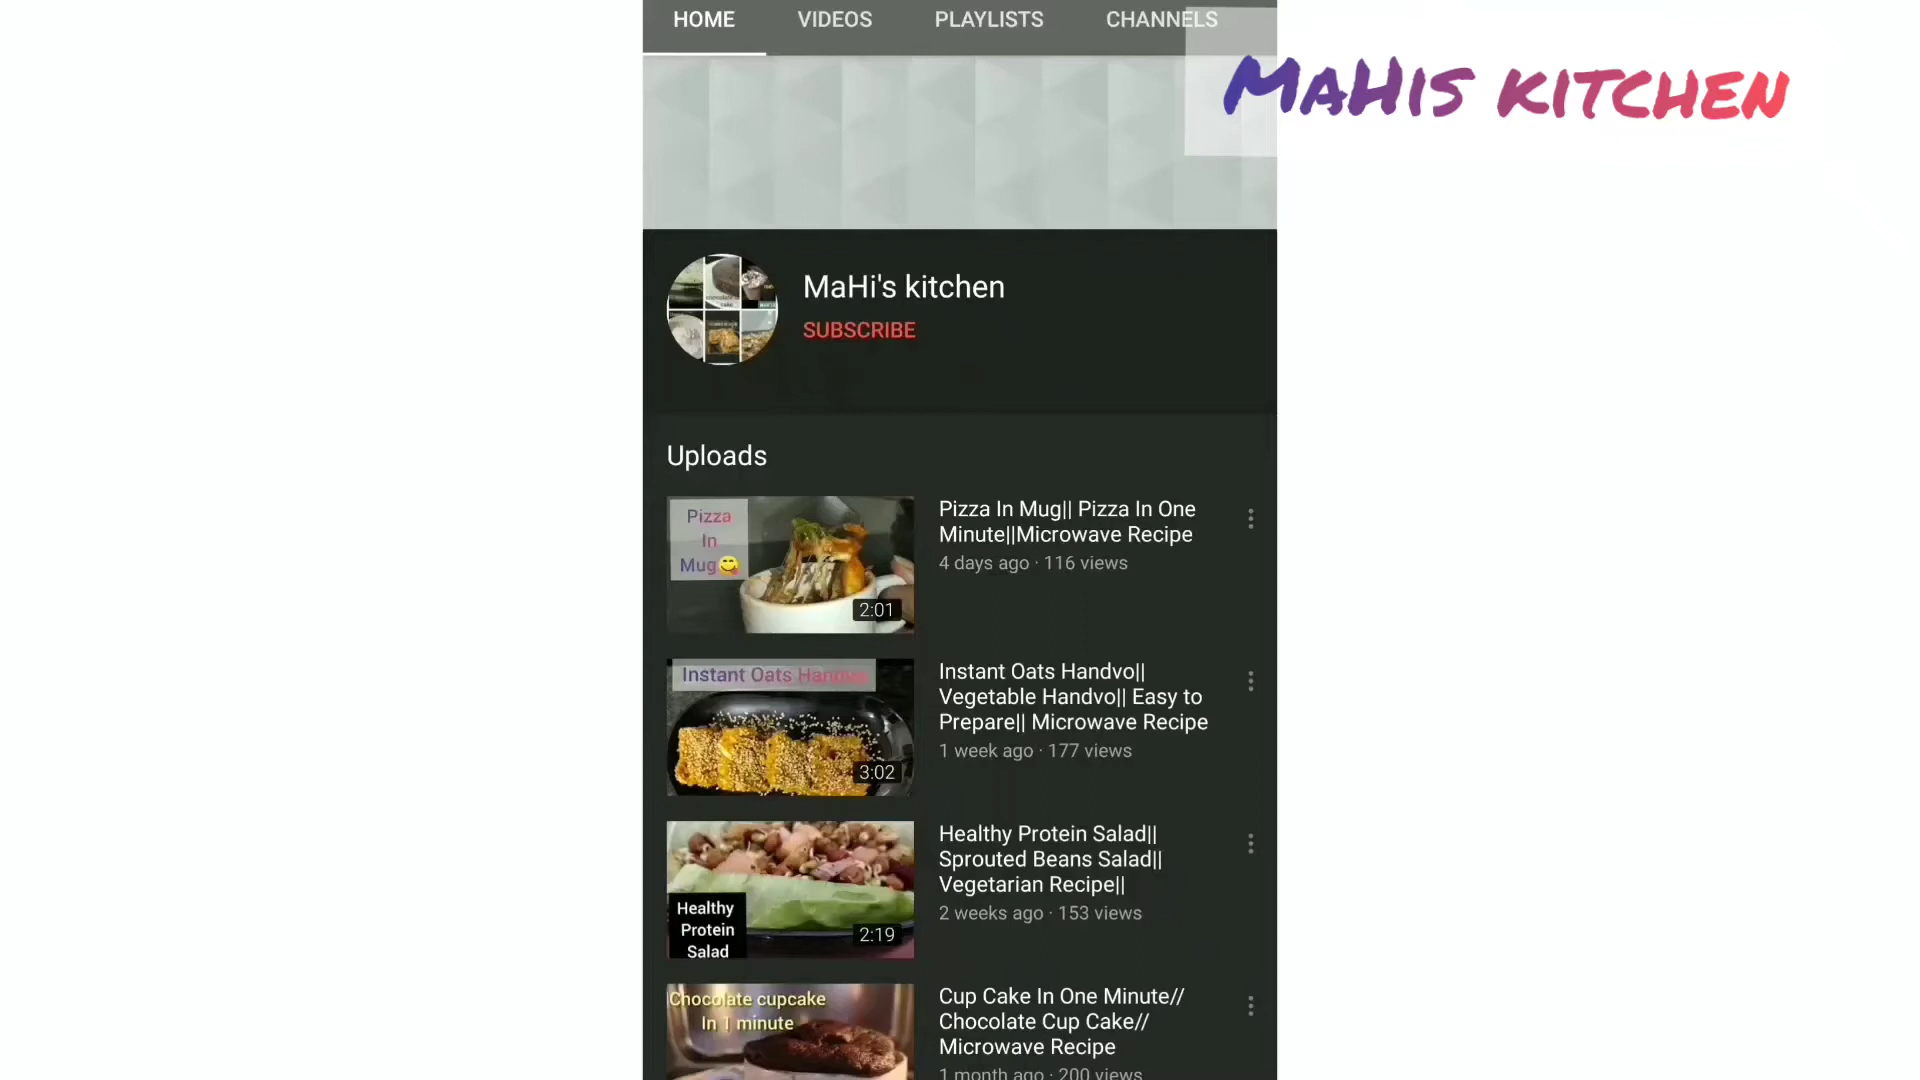 HOME VIDEOS PLAYLISTS CHANNELS
MaHis kitchen
MaHi's kitchen
SUBSCRIBE
Uploads
Pizza
In
Mug😋
2:01
Pizza In Mug|| Pizza In One
Minute||Microwave Recipe
4 days ago · 116 views
Instant Oats Handvo
3:02
Instant Oats Handvo||
Vegetable Handvo|| Easy to
Prepare|| Microwave Recipe
1 week ago · 177 views
Healthy
Protein
Salad
2:19
Healthy Protein Salad||
Sprouted Beans Salad||
Vegetarian Recipe||
2 weeks ago · 153 views
Chocolate cupcake
In 1 minute
Cup Cake In One Minute//
Chocolate Cup Cake//
Microwave Recipe
1 month ago · 200 views